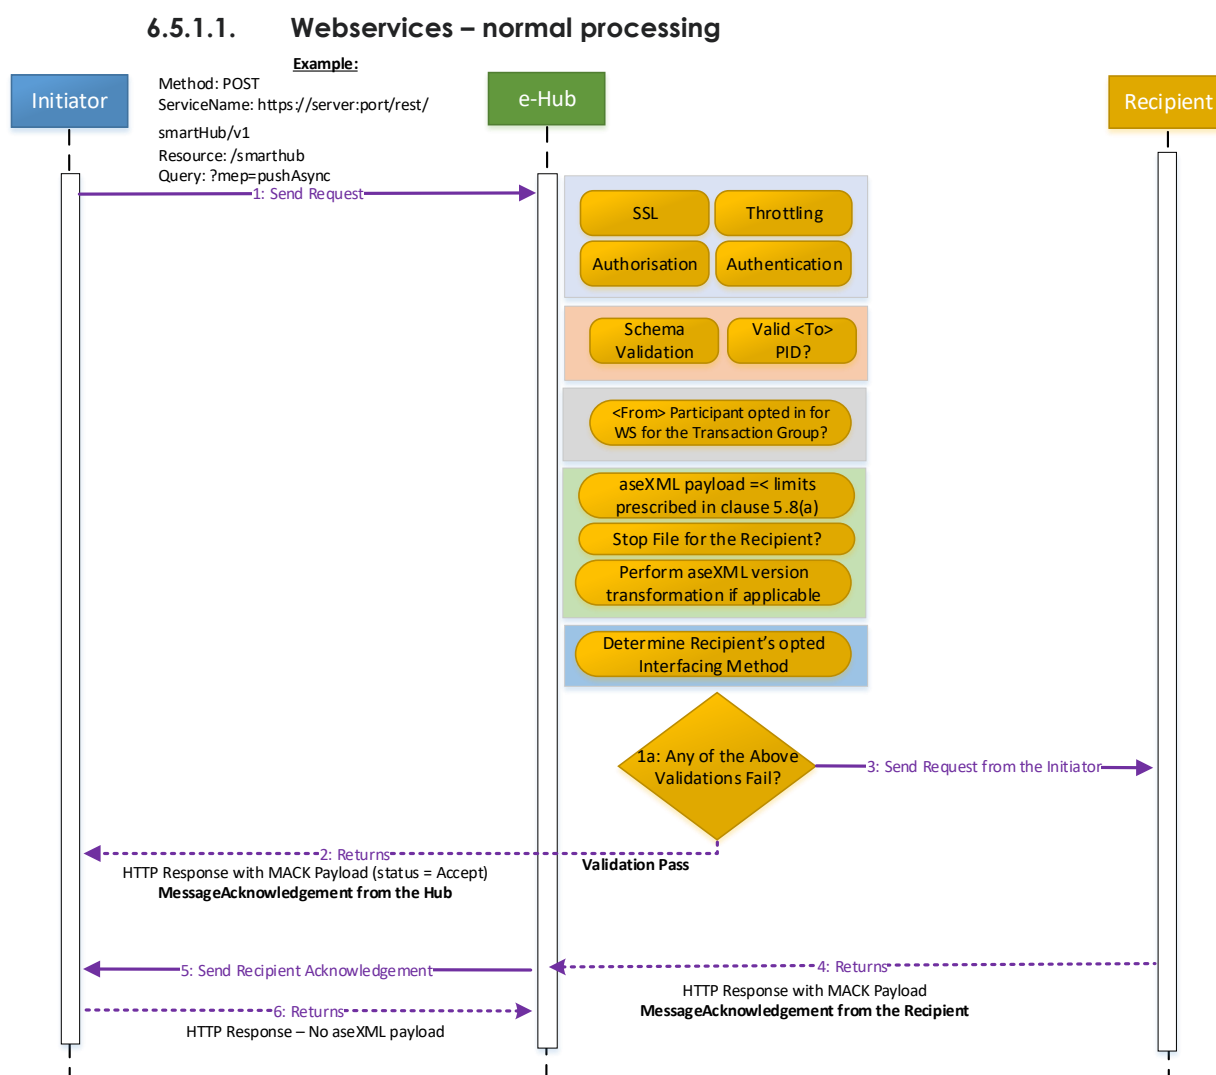 6.5.1.1. Webservices – normal processing
Example:
Initiator
Method: POST
ServiceName: https://server:port/rest/
smartHub/v1
Resource: /smarthub
Query: ?mep=pushAsync
e-Hub
Recipient
1: Send Request
SSL
Throttling
Authorisation
Authentication
Schema
Validation
Valid <To>
PID?
<From> Participant opted in for
WS for the Transaction Group?
aseXML payload =< limits
prescribed in clause 5.8(a)
Stop File for the Recipient?
Perform aseXML version
transformation if applicable
Determine Recipient's opted
Interfacing Method
1a: Any of the Above
Validations Fail?
3: Send Request from the Initiator
2: Returns
Validation Pass
HTTP Response with MACK Payload (status = Accept)
MessageAcknowledgement from the Hub
5: Send Recipient Acknowledgement
4: Returns
HTTP Response with MACK Payload
MessageAcknowledgement from the Recipient
6: Returns
HTTP Response – No aseXML payload